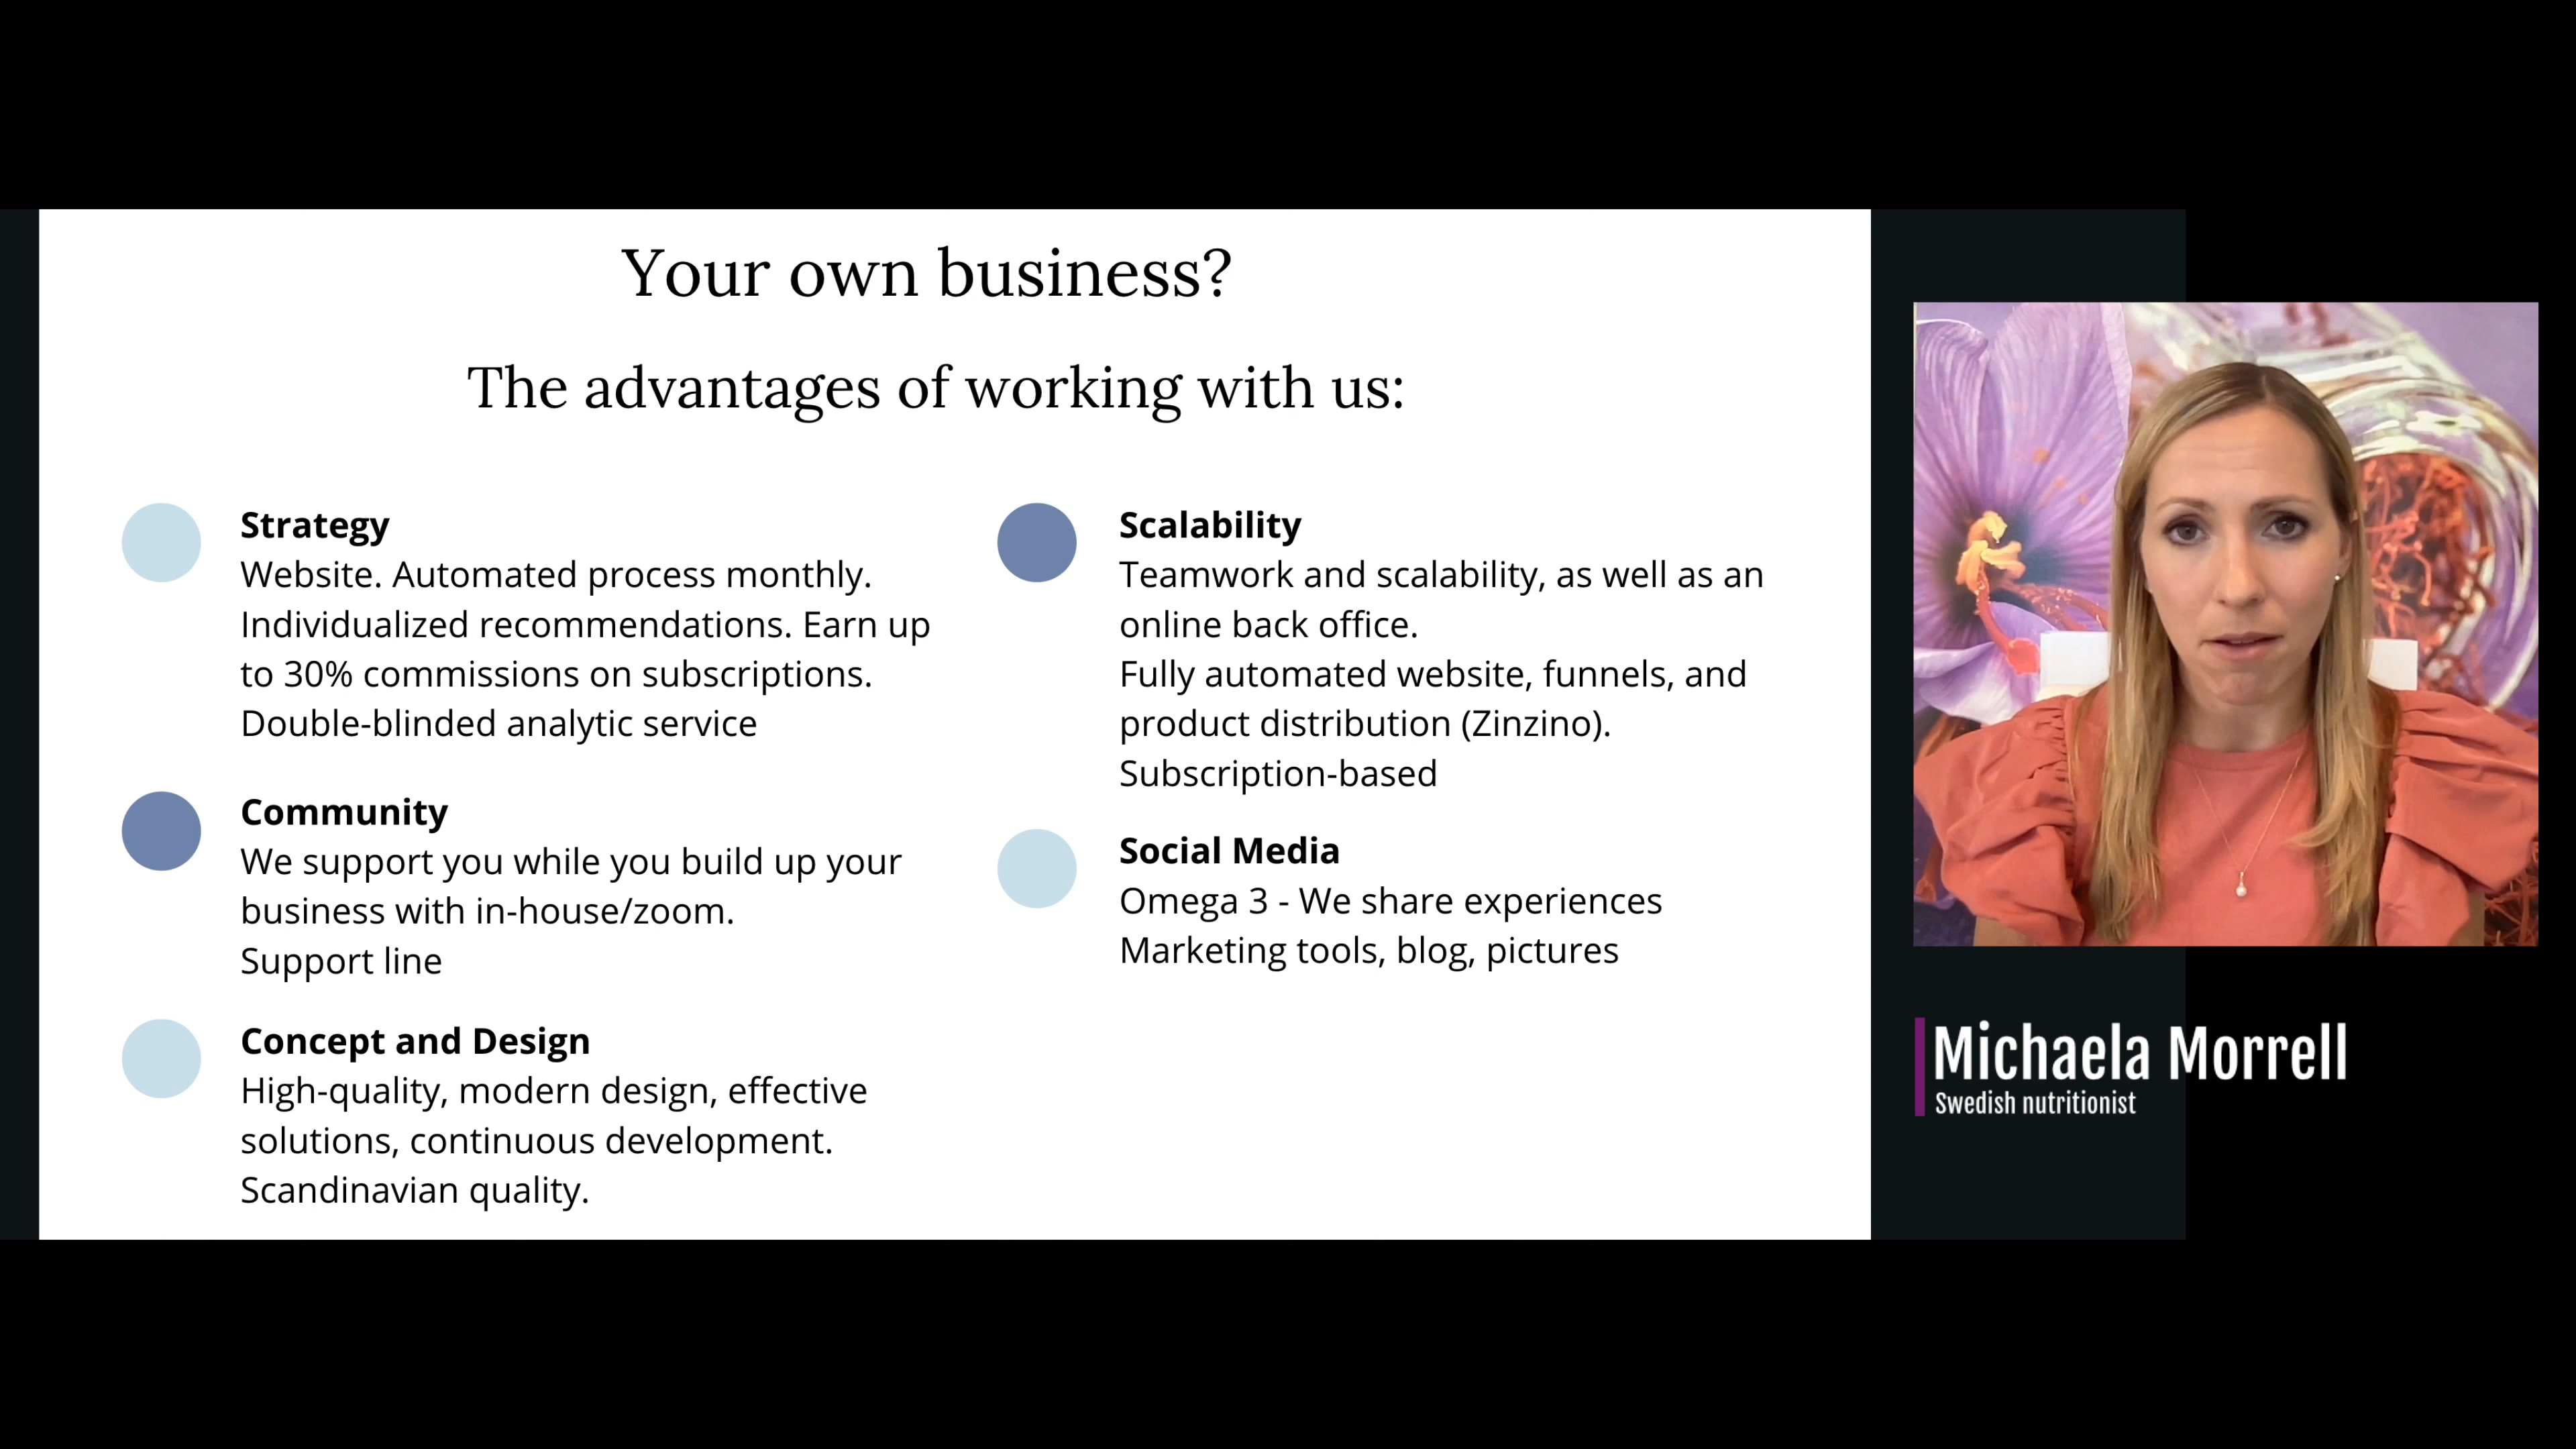 Your own business?
The advantages of working with us:
Strategy
Website. Automated process monthly.
Individualized recommendations. Earn up
to 30% commissions on subscriptions.
Double-blinded analytic service
Community
We support you while you build up your
business with in-house/zoom.
Support line
Concept and Design
High-quality, modern design, effective
solutions, continuous development.
Scandinavian quality.
Scalability
Teamwork and scalability, as well as an
online back office.
Fully automated website, funnels, and
product distribution (Zinzino).
Subscription-based
Social Media
Omega 3 - We share experiences
Marketing tools, blog, pictures
Michaela Morrell
Swedish nutritionist